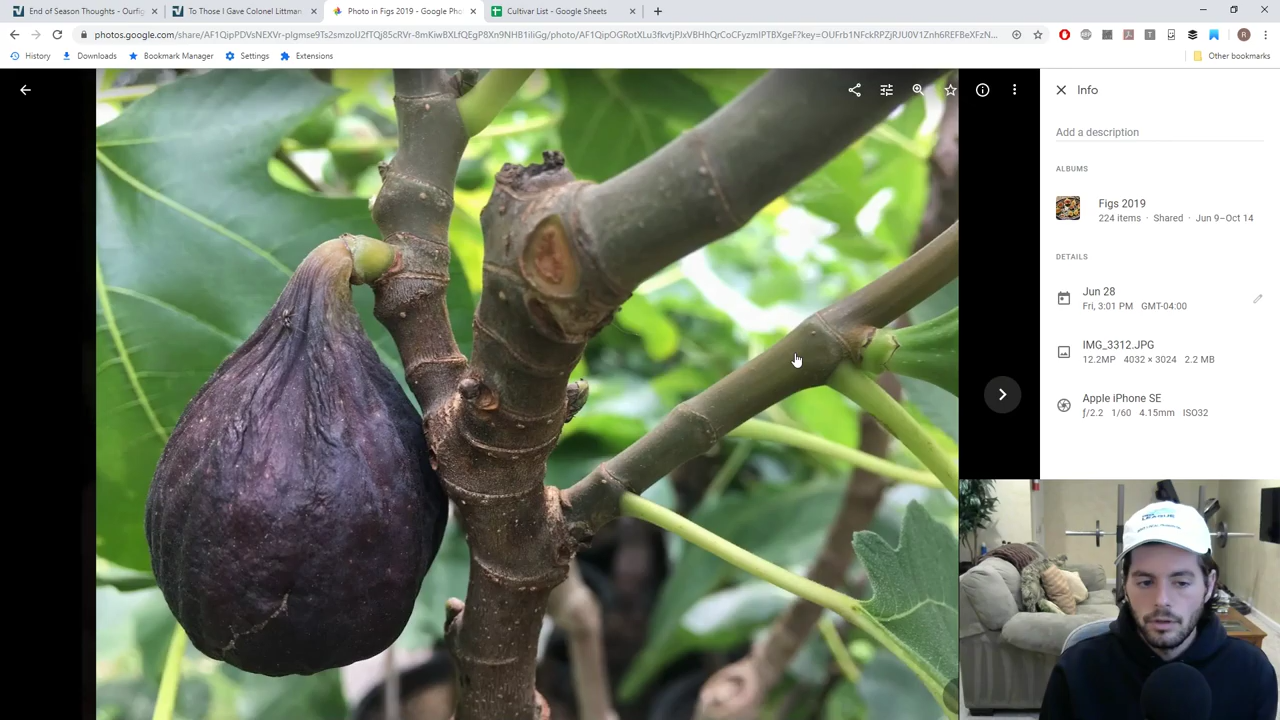 End of Season Thoughts - Ourfig
To Those I Gave Colonel Littman
Photo in Figs 2019 - Google Pho
Cultivar List - Google Sheets
History
Downloads
Bookmark Manager
Settings
Extensions
Other bookmarks
Info
Add a description
ALBUMS
Figs 2019
224 items · Shared · Jun 9–Oct 14
DETAILS
Jun 28
Fri, 3:01 PM GMT-04:00
IMG_3312.JPG
12.2MP 4032 × 3024 2.2 MB
Apple iPhone SE
ƒ/2.2 1/60 4.15mm ISO32